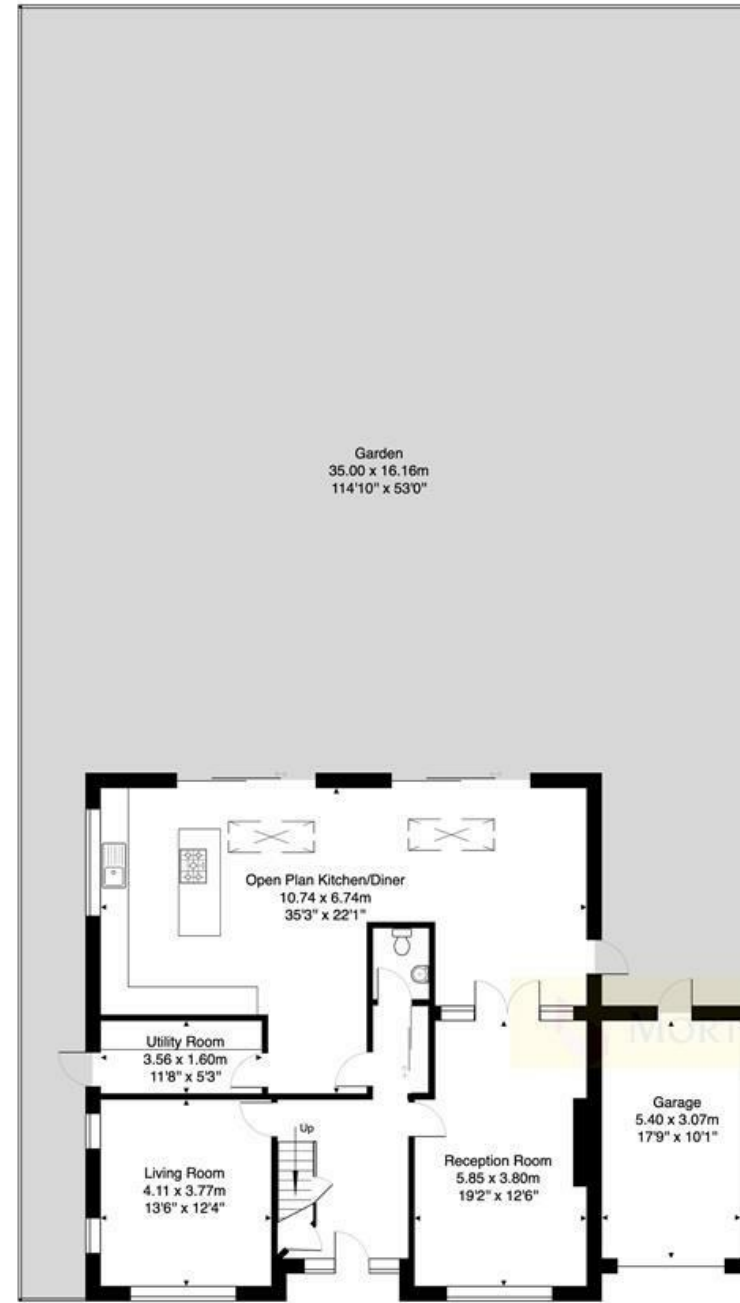 Garden
35.00 x 16.16m
114'10" x 53'0"
Open Plan Kitchen/Diner
10.74 x 6.74m
35'3" x 22'1"
Utility Room
3.56 x 1.60m
11'8" x 5'3"
MORT
Garage
5.40 x 3.07m
17'9" x 10'1"
Up
Living Room
4.11 x 3.77m
13'6" x 12'4"
Reception Room
5.85 x 3.80m
19'2" x 12'6"